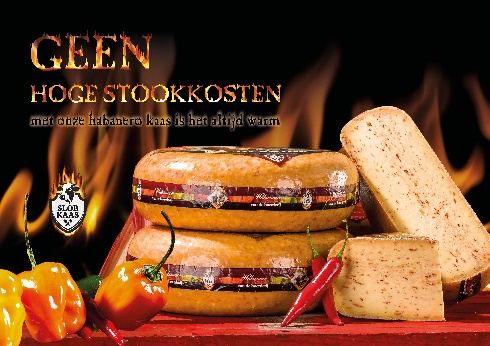 GEEN
HOGE STOOKKOSTEN
met onze habanero kaas is het altijd warm
SLOB
KAAS